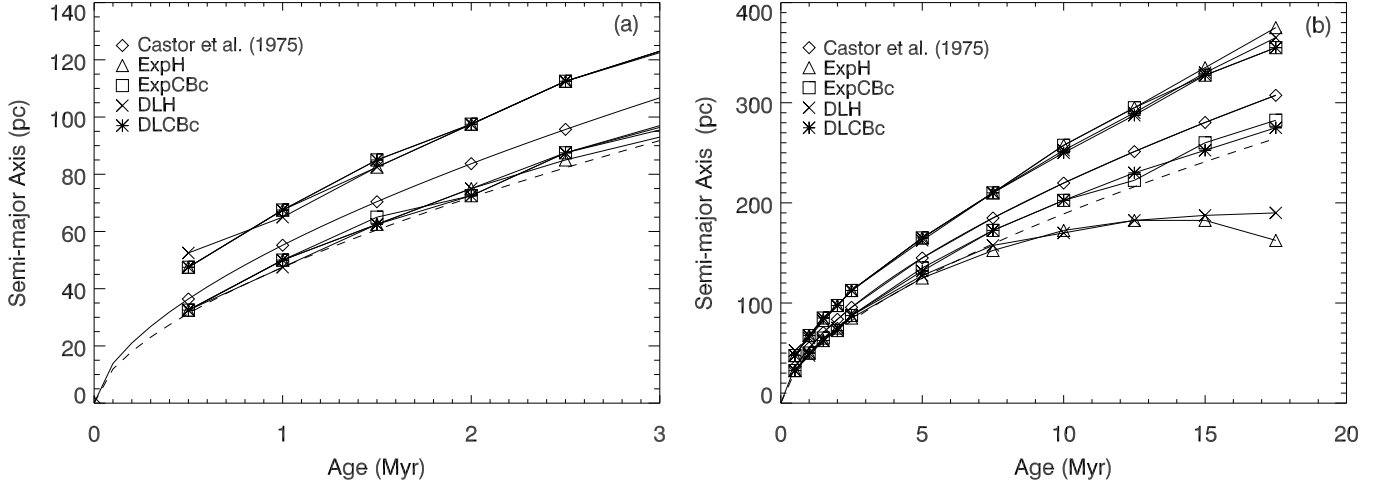 (a)
140
120
100
80
60
40
20
0
Semi-major Axis (pc)
Castor et al. (1975)
ExpH
ExpCBc
DLH
DLCBc
0 1 2 3
Age (Myr)
(b)
400
300
200
100
0
Semi-major Axis (pc)
Castor et al. (1975)
ExpH
ExpCBc
DLH
DLCBc
0 5 10 15 20
Age (Myr)